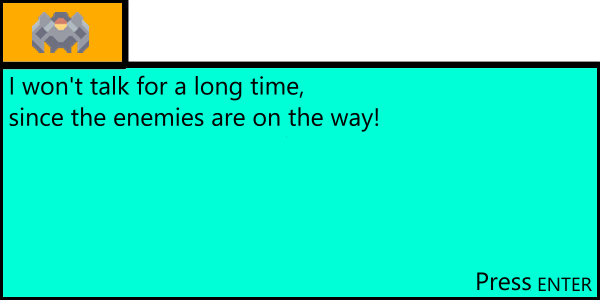 I won't talk for a long time,
since the enemies are on the way!
Press ENTER